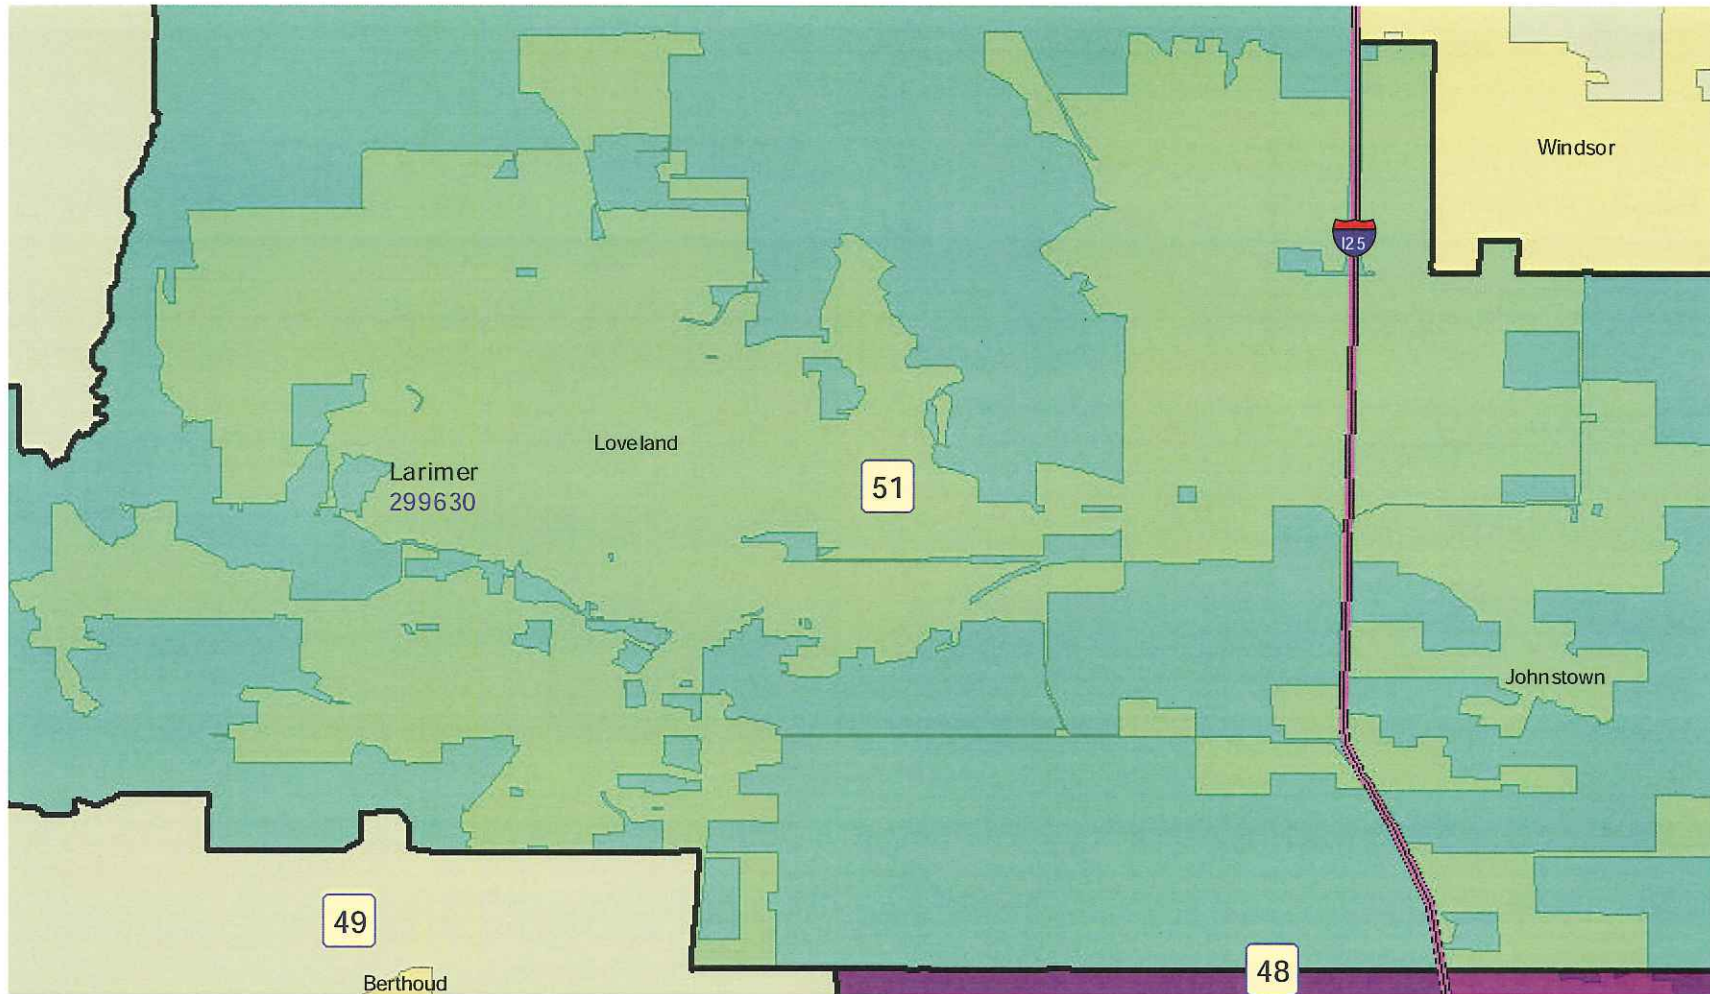 Windsor
I25
Loveland
Larimer
299630
51
Johnstown
49
48
Berthoud